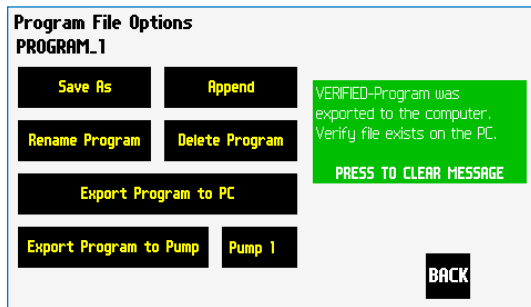 Program File Options
PROGRAM_1
Save As
Append
Rename Program
Delete Program
Export Program to PC
Export Program to Pump
Pump 1
VERIFIED-Program was
exported to the computer.
Verify file exists on the PC.
PRESS TO CLEAR MESSAGE
BACK